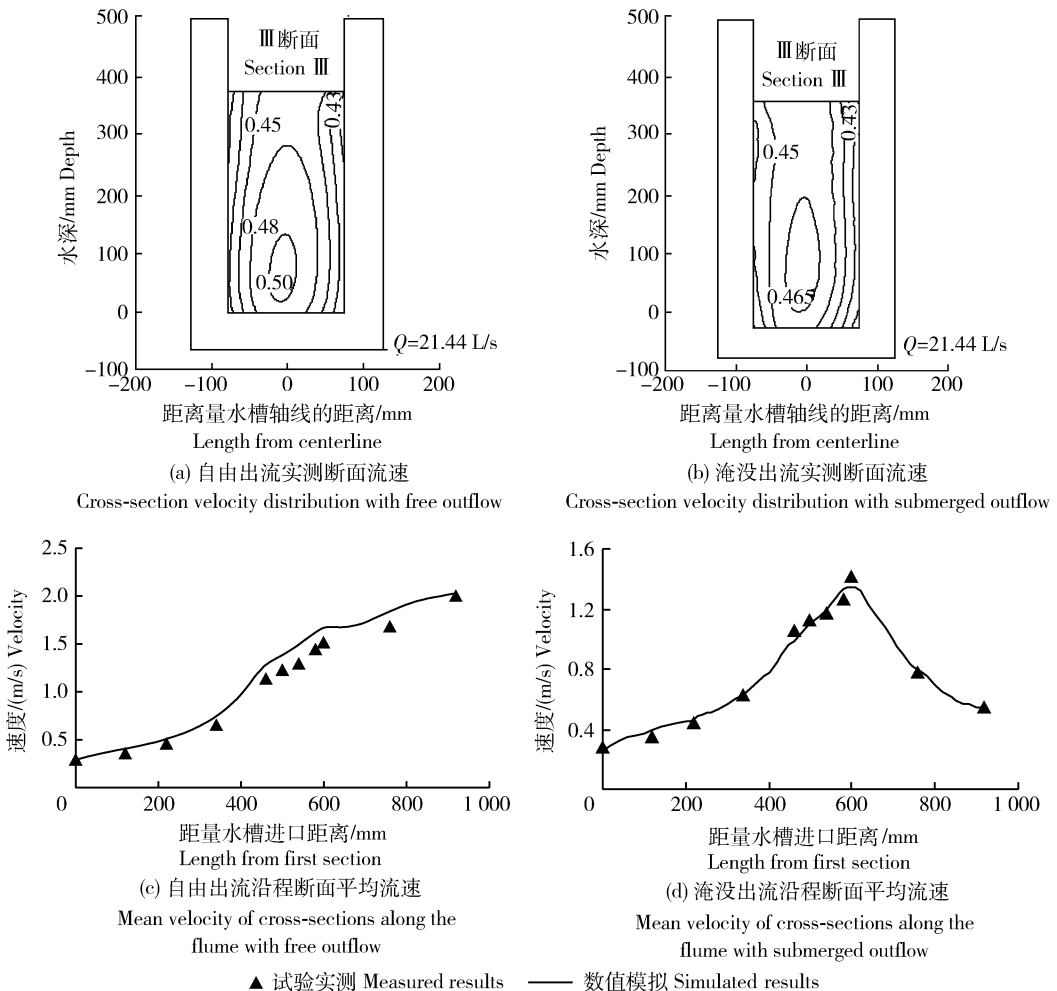 500
400
300
200
100
0
−100
水深/mm Depth
Ⅲ断面
Section Ⅲ
0.45
0.43
0.48
0.50
Q=21.44 L/s
−200
−100
0
100
200
距离量水槽轴线的距离/mm
Length from centerline
(a) 自由出流实测断面流速
Cross-section velocity distribution with free outflow
500
400
300
200
100
0
−100
水深/mm Depth
Ⅲ断面
Section Ⅲ
0.43
0.45
0.465
Q=21.44 L/s
−200
−100
0
100
200
距离量水槽轴线的距离/mm
Length from centerline
(b) 淹没出流实测断面流速
Cross-section velocity distribution with submerged outflow
2.5
2.0
1.5
1.0
0.5
速度/(m/s) Velocity
0
200
400
600
800
1 000
距量水槽进口距离/mm
Length from first section
(c) 自由出流沿程断面平均流速
Mean velocity of cross-sections along the
flume with free outflow
1.6
1.2
0.8
0.4
速度/(m/s) Velocity
0
200
400
600
800
1 000
距量水槽进口距离/mm
Length from first section
(d) 淹没出流沿程断面平均流速
Mean velocity of cross-sections along the
flume with submerged outflow
▲ 试验实测 Measured results —— 数值模拟 Simulated results